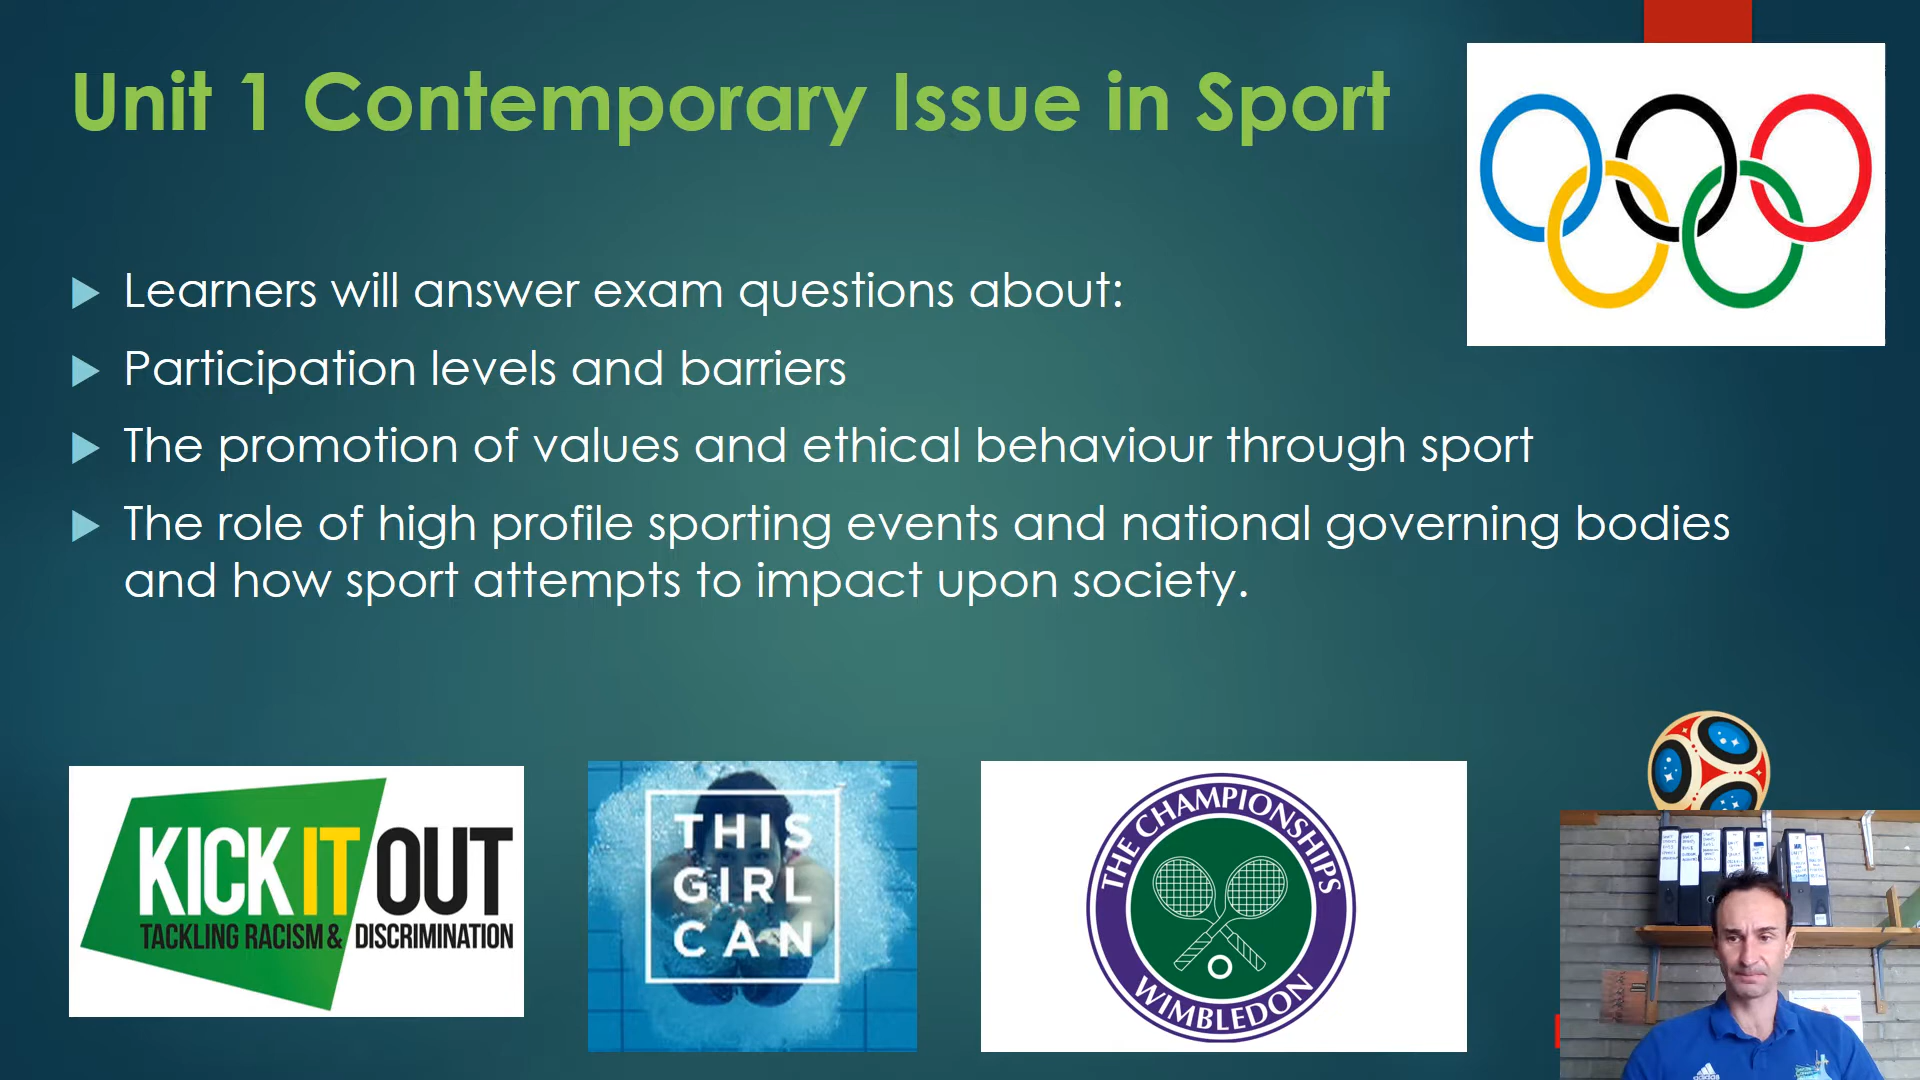 Unit 1 Contemporary Issue in Sport
Learners will answer exam questions about:
Participation levels and barriers
The promotion of values and ethical behaviour through sport
The role of high profile sporting events and national governing bodies
and how sport attempts to impact upon society.
KICK IT OUT
TACKLING RACISM & DISCRIMINATION
THIS
GIRL
CAN
THE CHAMPIONSHIPS
WIMBLEDON
adidas